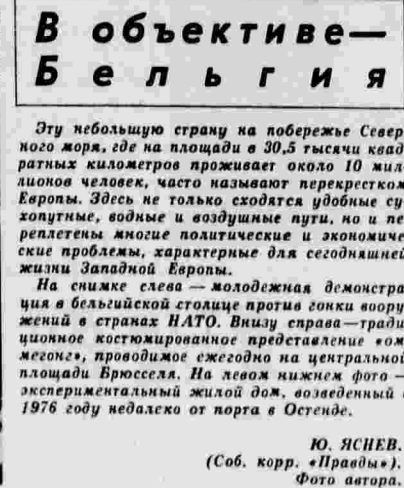 В объективе—
Бельгия
Эту небольшую страну на побережье Север
ного моря, где на площади в 30,5 тысячи квад
ратных километров проживает около 10 мил
лионов человек, часто называют перекрестком
Европы. Здесь не только сходятся удобные су
хопутные, водные и воздушные пути, но и пе
реплетены многие политические и экономиче
ские проблемы, характерные для сегодняшней
жизни Западной Европы.
На снимке слева — молодежная демонстра
ция в бельгийской столице против гонки воору
жений в странах НАТО. Внизу справа—тради
ционное костюмированное представление «ом
мегонг», проводимое ежегодно на центральной
площади Брюсселя. На левом нижнем фото —
экспериментальный жилой дом, возведенный
1976 году недалеко от порта в Остенде.
Ю. ЯСНЕВ.
(Соб. корр. «Правды»).
Фото автора.